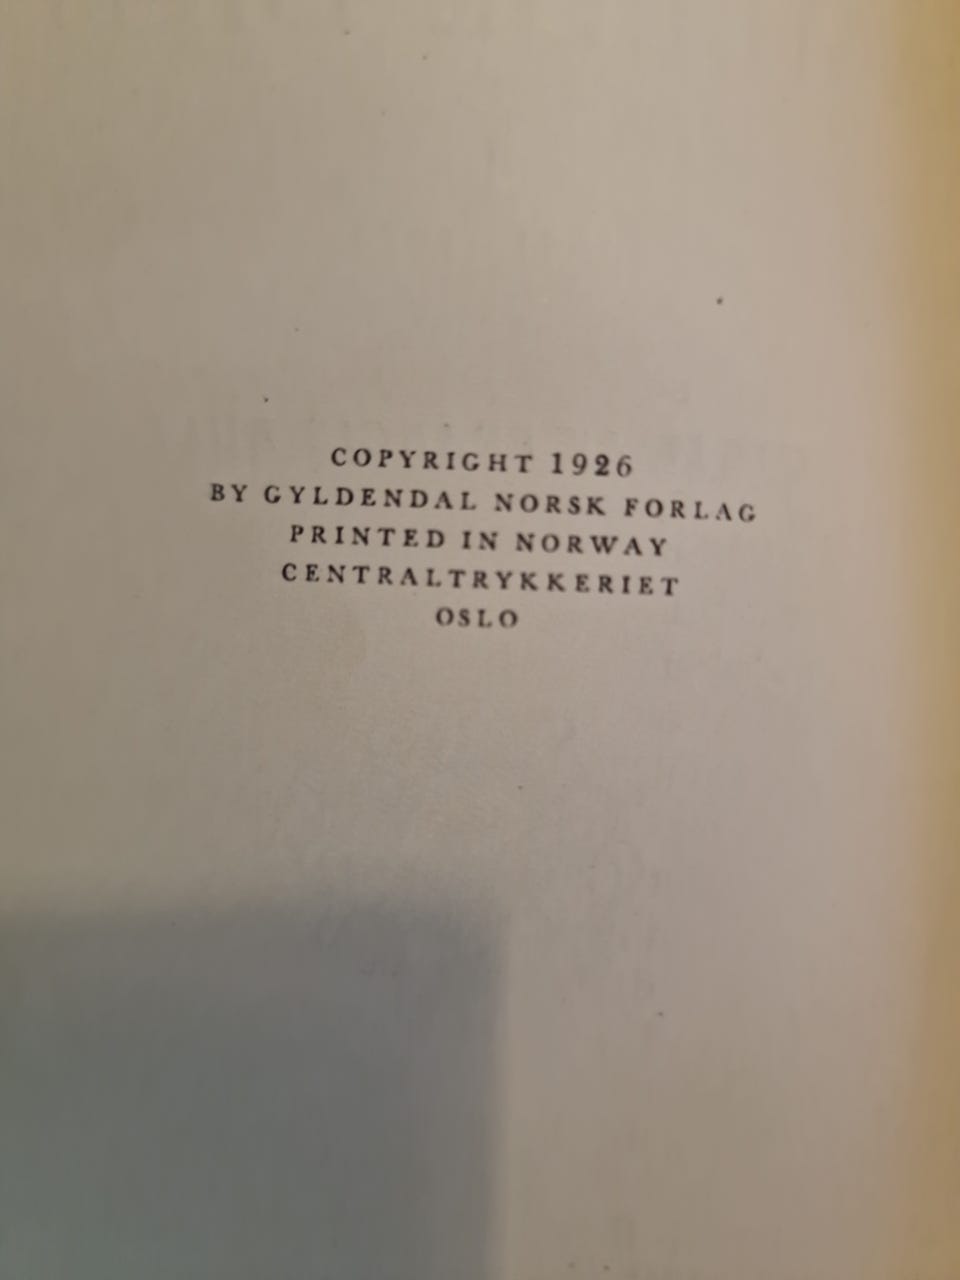 COPYRIGHT 1926
BY GYLDENDAL NORSK FORLAG
PRINTED IN NORWAY
CENTRALTRYKKERIET
OSLO